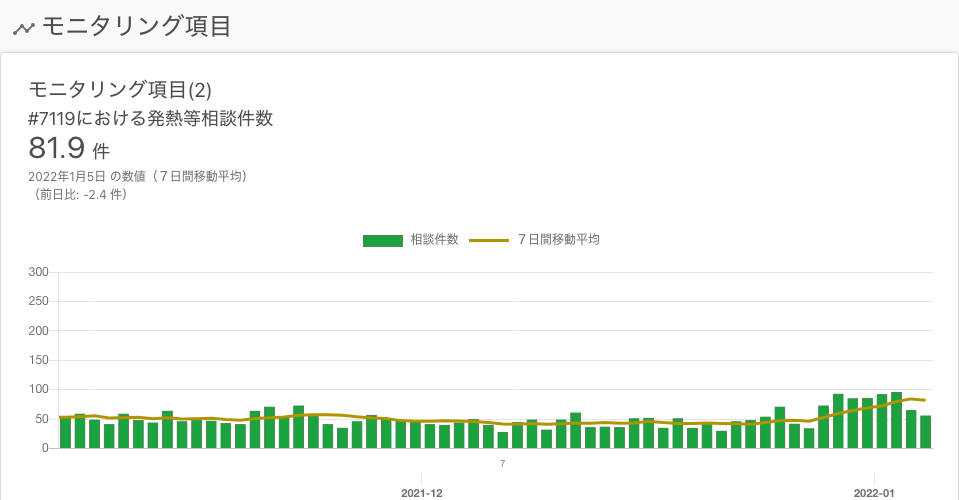 モニタリング項目
モニタリング項目(2)
#7119における発熱等相談件数
81.9 件
2022年1月5日 の数値（７日間移動平均）
（前日比: -2.4 件）
相談件数 ７日間移動平均
300
250
200
150
100
50
0
7
2021-12 2022-01